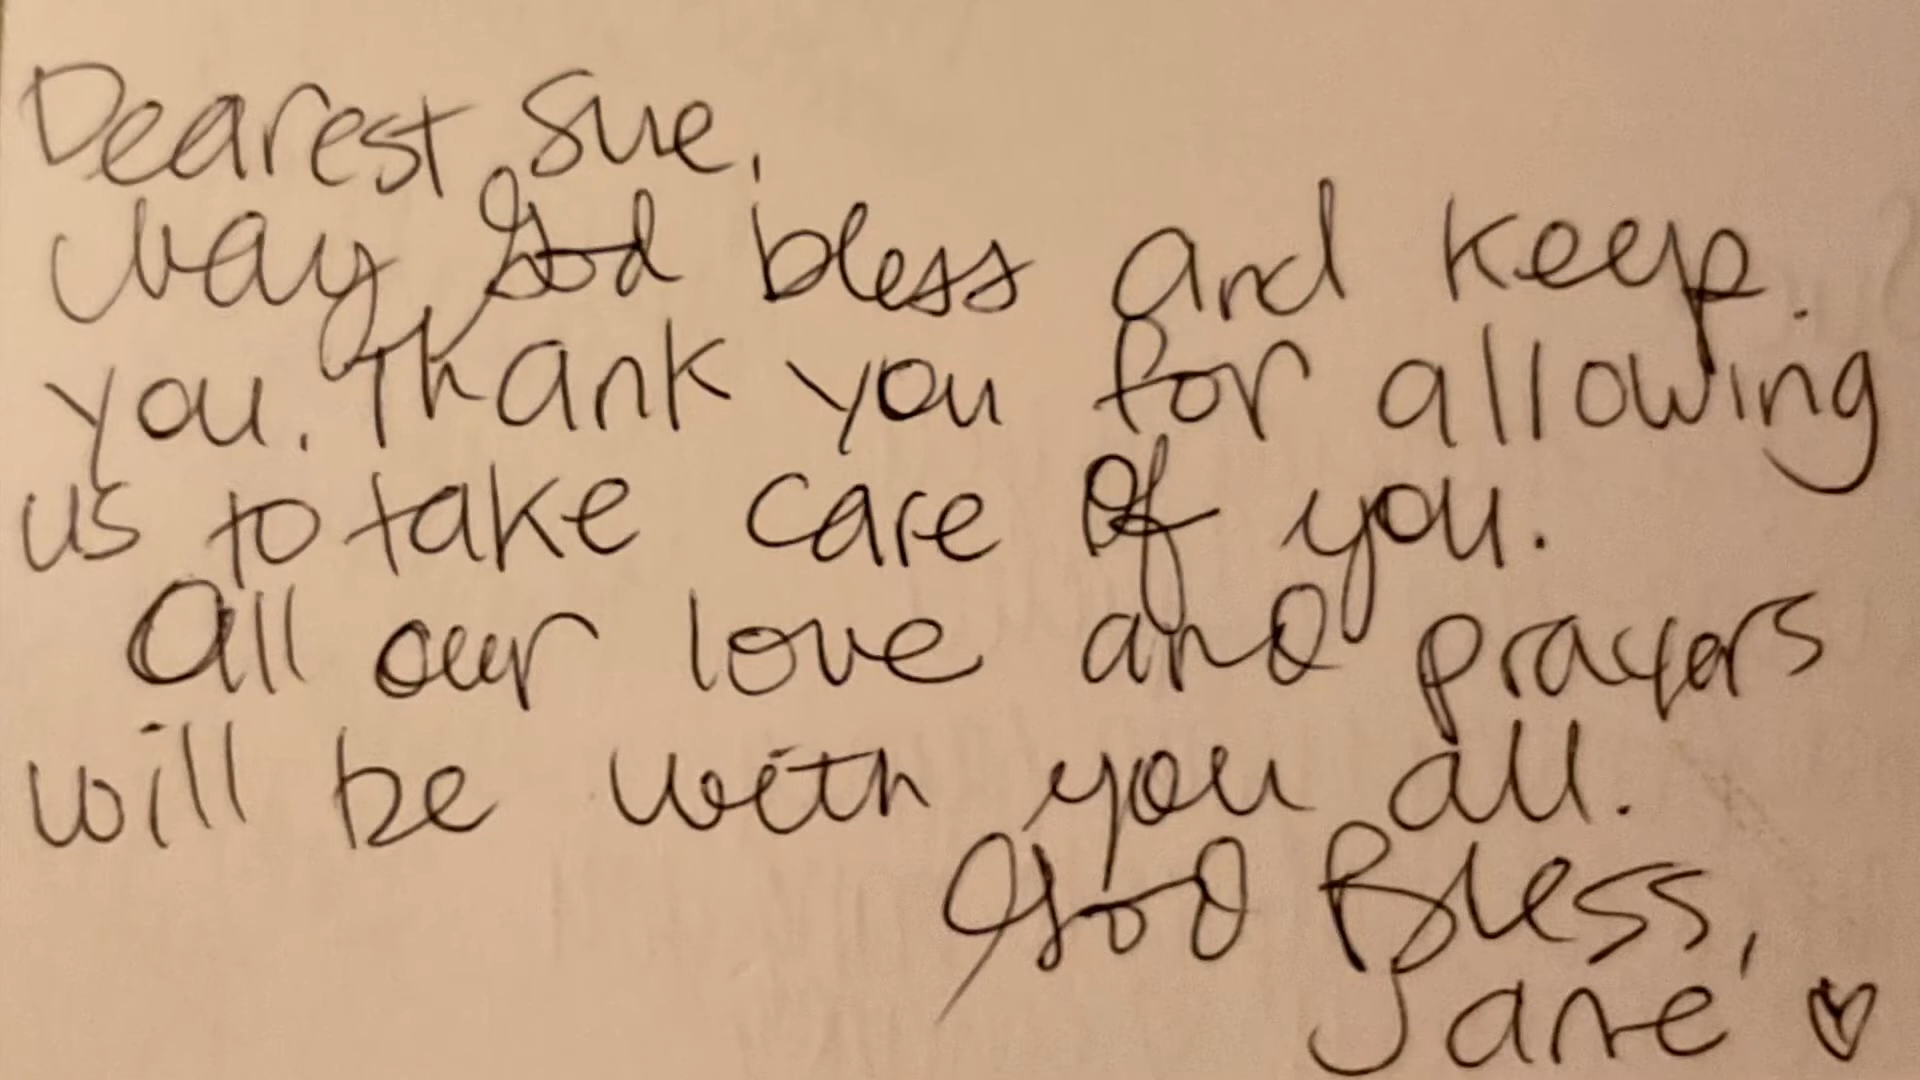 Dearest Sue,
May God bless and keep.
you. Thank you for allowing
us to take care of you.
All our love and prayers
will be with you all.
God Bless,
Jane ♡